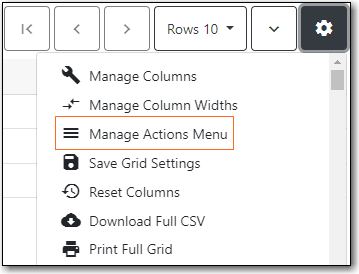 Rows 10
Manage Columns
Manage Column Widths
Manage Actions Menu
Save Grid Settings
Reset Columns
Download Full CSV
Print Full Grid